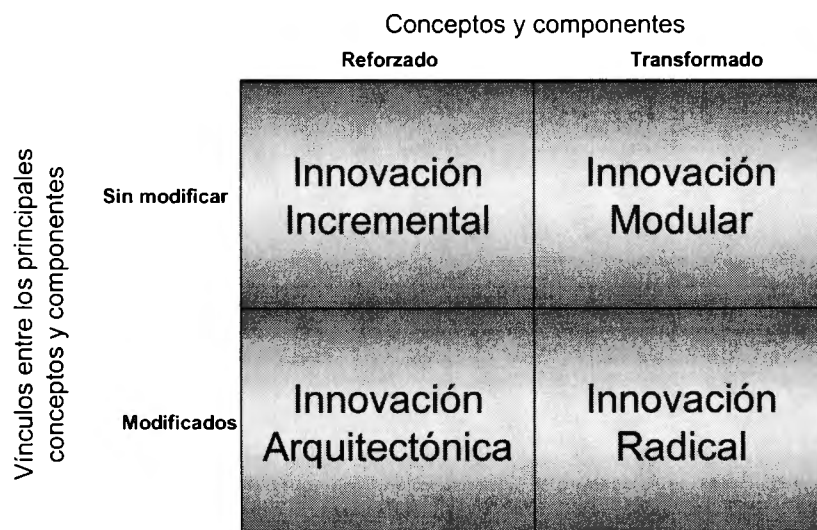 Conceptos y componentes
Reforzado Transformado
Vínculos entre los principales
conceptos y componentes
Sin modificar
Innovación
Incremental
Innovación
Modular
Modificados
Innovación
Arquitectónica
Innovación
Radical